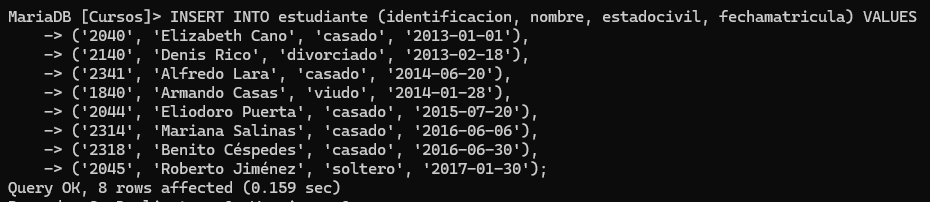 MariaDB [Cursos]> INSERT INTO estudiante (identificacion, nombre, estadocivil, fechamatricula) VALUES
    -> ('2040', 'Elizabeth Cano', 'casado', '2013-01-01'),
    -> ('2140', 'Denis Rico', 'divorciado', '2013-02-18'),
    -> ('2341', 'Alfredo Lara', 'casado', '2014-06-20'),
    -> ('1840', 'Armando Casas', 'viudo', '2014-01-28'),
    -> ('2044', 'Eliodoro Puerta', 'casado', '2015-07-20'),
    -> ('2314', 'Mariana Salinas', 'casado', '2016-06-06'),
    -> ('2318', 'Benito Céspedes', 'casado', '2016-06-30'),
    -> ('2045', 'Roberto Jiménez', 'soltero', '2017-01-30');
Query OK, 8 rows affected (0.159 sec)